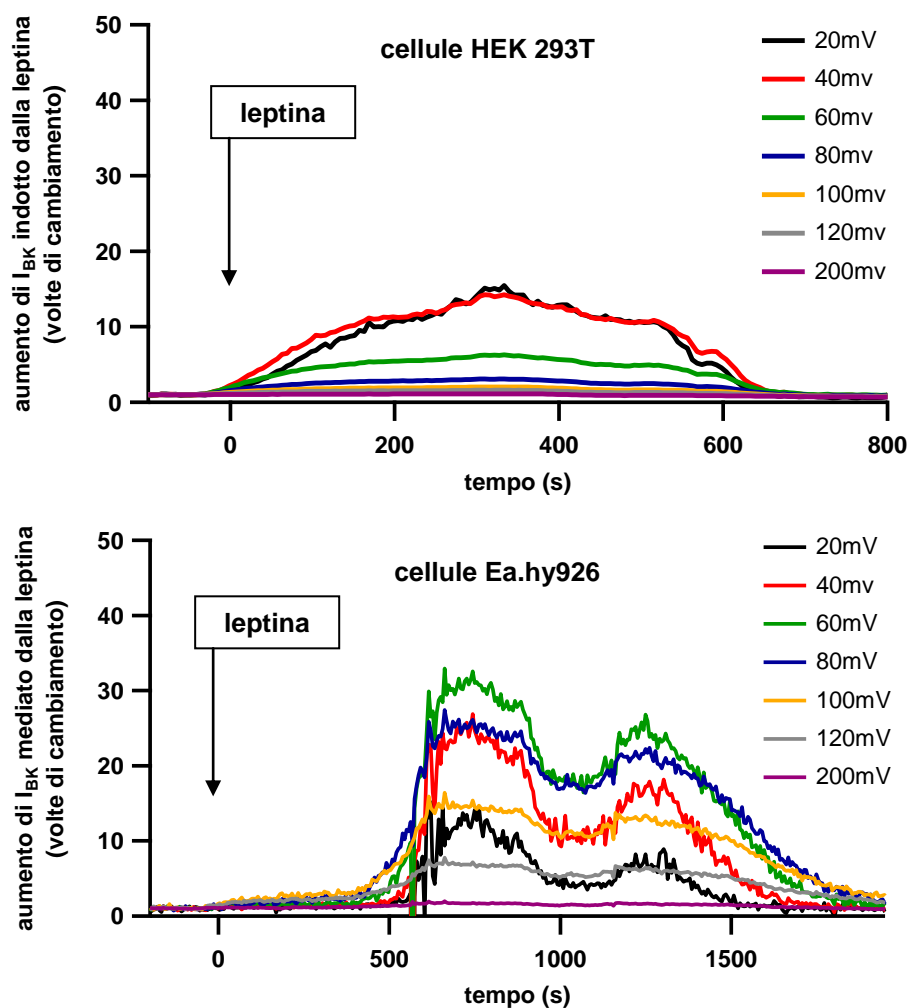 aumento di I_BK indotto dalla leptina
(volte di cambiamento)
50
40
30
20
10
0
cellule HEK 293T
leptina
20mV
40mv
60mv
80mv
100mv
120mv
200mv
0
200
400
600
800
tempo (s)
aumento di I_BK mediato dalla leptina
(volte di cambiamento)
50
40
30
20
10
0
cellule Ea.hy926
leptina
20mV
40mv
60mV
80mV
100mV
120mV
200mV
0
500
1000
1500
tempo (s)